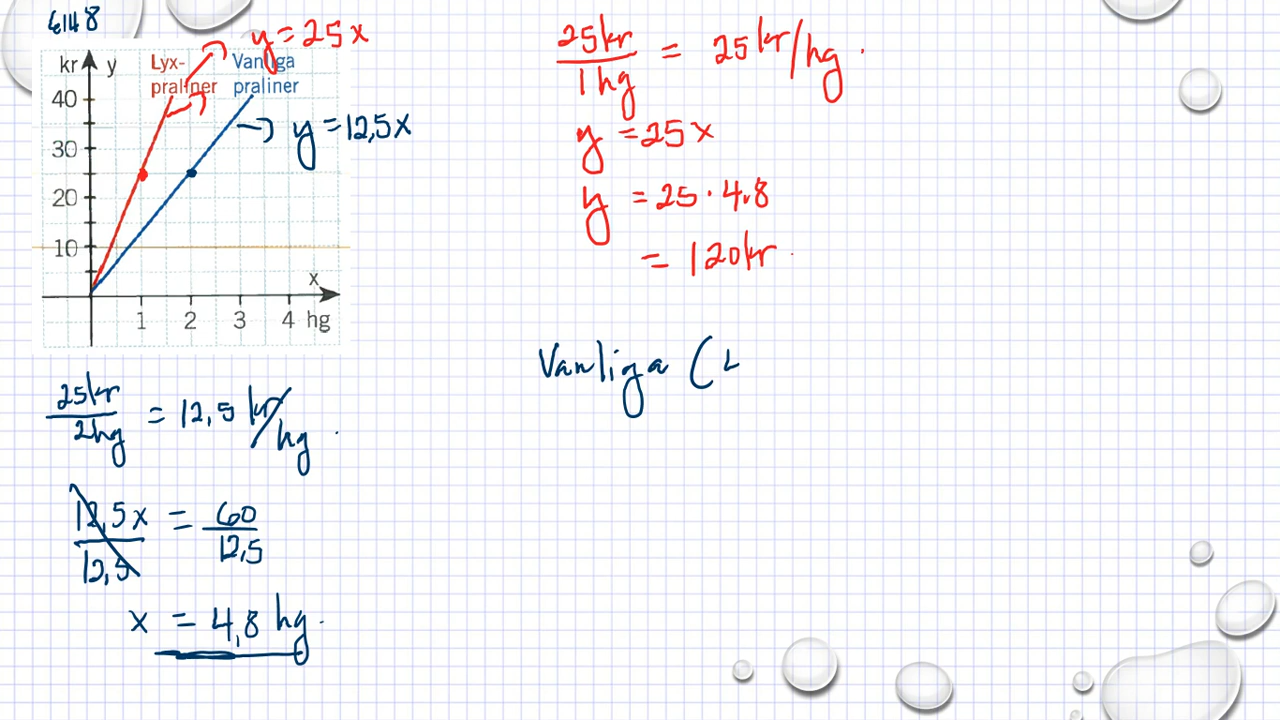 6148
y = 25x
kr y Lyx- Vanliga
praliner praliner
40
y = 12,5x
30
20
10
x
1 2 3 4 hg
25kr
2hg
= 12,5 kr/hg.
12,5x = 60
12,5 12,5
x = 4,8 hg.
25kr = 25kr/hg.
1hg
y = 25x
y = 25 · 4.8
= 120kr.
Vanliga (